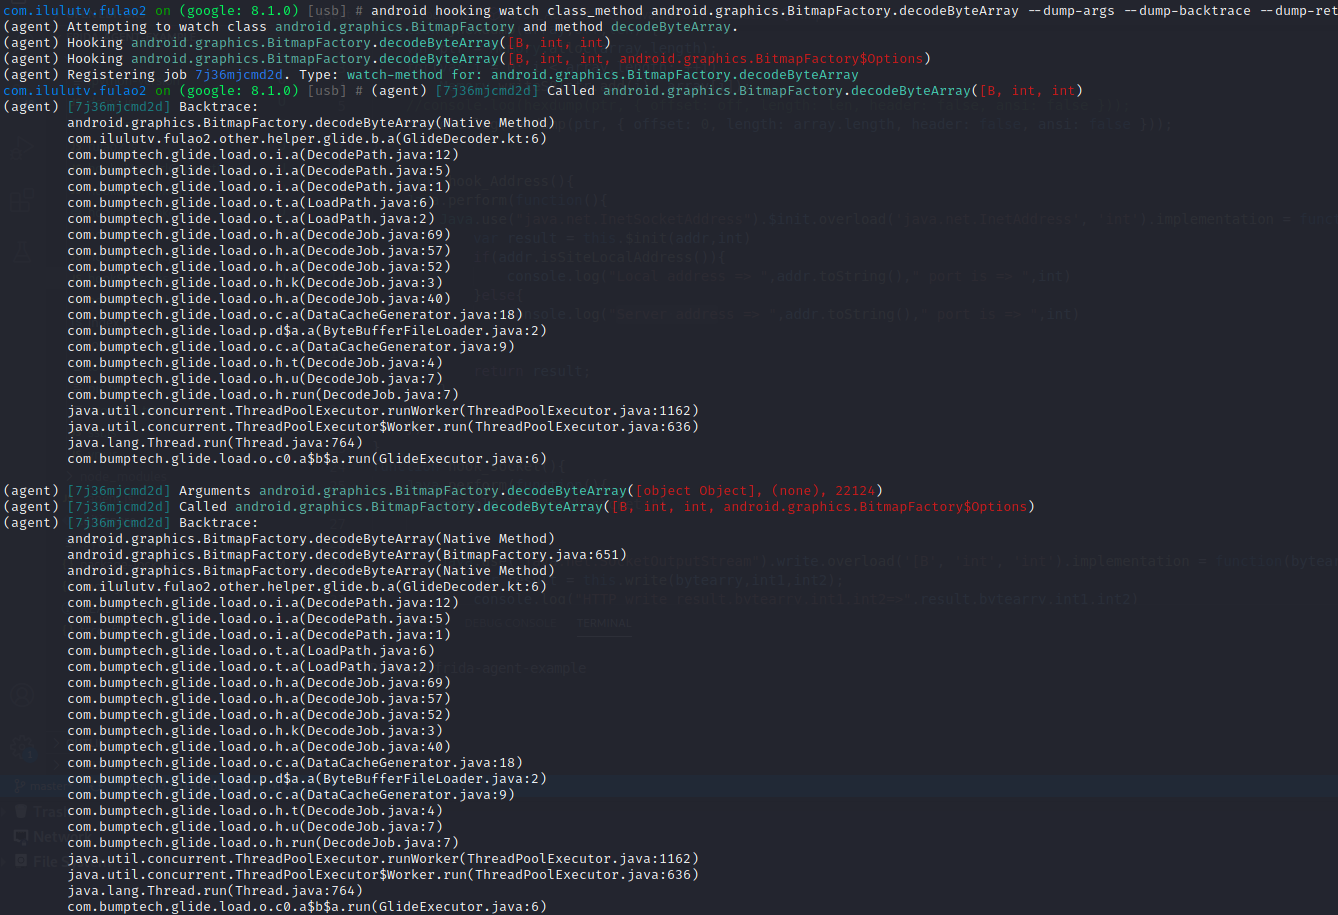 com.ilulutv.fulao2 on (google: 8.1.0) [usb] # android hooking watch class_method android.graphics.BitmapFactory.decodeByteArray --dump-args --dump-backtrace --dump-ret
(agent) Attempting to watch class android.graphics.BitmapFactory and method decodeByteArray.
(agent) Hooking android.graphics.BitmapFactory.decodeByteArray([B, int, int)
(agent) Hooking android.graphics.BitmapFactory.decodeByteArray([B, int, int, android.graphics.BitmapFactory$Options)
(agent) Registering job 7j36mjcmd2d. Type: watch-method for: android.graphics.BitmapFactory.decodeByteArray
com.ilulutv.fulao2 on (google: 8.1.0) [usb] # (agent) [7j36mjcmd2d] Called android.graphics.BitmapFactory.decodeByteArray([B, int, int)
(agent) [7j36mjcmd2d] Backtrace:
android.graphics.BitmapFactory.decodeByteArray(Native Method)
com.ilulutv.fulao2.other.helper.glide.b.a(GlideDecoder.kt:6)
com.bumptech.glide.load.o.i.a(DecodePath.java:12)
com.bumptech.glide.load.o.i.a(DecodePath.java:5)
com.bumptech.glide.load.o.i.a(DecodePath.java:1)
com.bumptech.glide.load.o.t.a(LoadPath.java:6)
com.bumptech.glide.load.o.t.a(LoadPath.java:2)
com.bumptech.glide.load.o.h.a(DecodeJob.java:69)
com.bumptech.glide.load.o.h.a(DecodeJob.java:57)
com.bumptech.glide.load.o.h.a(DecodeJob.java:52)
com.bumptech.glide.load.o.h.k(DecodeJob.java:3)
com.bumptech.glide.load.o.h.a(DecodeJob.java:40)
com.bumptech.glide.load.o.c.a(DataCacheGenerator.java:18)
com.bumptech.glide.load.p.d$a.a(ByteBufferFileLoader.java:2)
com.bumptech.glide.load.o.c.a(DataCacheGenerator.java:9)
com.bumptech.glide.load.o.h.t(DecodeJob.java:4)
com.bumptech.glide.load.o.h.u(DecodeJob.java:7)
com.bumptech.glide.load.o.h.run(DecodeJob.java:7)
java.util.concurrent.ThreadPoolExecutor.runWorker(ThreadPoolExecutor.java:1162)
java.util.concurrent.ThreadPoolExecutor$Worker.run(ThreadPoolExecutor.java:636)
java.lang.Thread.run(Thread.java:764)
com.bumptech.glide.load.o.c0.a$b$a.run(GlideExecutor.java:6)
(agent) [7j36mjcmd2d] Arguments android.graphics.BitmapFactory.decodeByteArray([object Object], (none), 22124)
(agent) [7j36mjcmd2d] Called android.graphics.BitmapFactory.decodeByteArray([B, int, int, android.graphics.BitmapFactory$Options)
(agent) [7j36mjcmd2d] Backtrace:
android.graphics.BitmapFactory.decodeByteArray(Native Method)
android.graphics.BitmapFactory.decodeByteArray(BitmapFactory.java:651)
android.graphics.BitmapFactory.decodeByteArray(Native Method)
com.ilulutv.fulao2.other.helper.glide.b.a(GlideDecoder.kt:6)
com.bumptech.glide.load.o.i.a(DecodePath.java:12)
com.bumptech.glide.load.o.i.a(DecodePath.java:5)
com.bumptech.glide.load.o.i.a(DecodePath.java:1)
com.bumptech.glide.load.o.t.a(LoadPath.java:6)
com.bumptech.glide.load.o.t.a(LoadPath.java:2)
com.bumptech.glide.load.o.h.a(DecodeJob.java:69)
com.bumptech.glide.load.o.h.a(DecodeJob.java:57)
com.bumptech.glide.load.o.h.a(DecodeJob.java:52)
com.bumptech.glide.load.o.h.k(DecodeJob.java:3)
com.bumptech.glide.load.o.h.a(DecodeJob.java:40)
com.bumptech.glide.load.o.c.a(DataCacheGenerator.java:18)
com.bumptech.glide.load.p.d$a.a(ByteBufferFileLoader.java:2)
com.bumptech.glide.load.o.c.a(DataCacheGenerator.java:9)
com.bumptech.glide.load.o.h.t(DecodeJob.java:4)
com.bumptech.glide.load.o.h.u(DecodeJob.java:7)
com.bumptech.glide.load.o.h.run(DecodeJob.java:7)
java.util.concurrent.ThreadPoolExecutor.runWorker(ThreadPoolExecutor.java:1162)
java.util.concurrent.ThreadPoolExecutor$Worker.run(ThreadPoolExecutor.java:636)
java.lang.Thread.run(Thread.java:764)
com.bumptech.glide.load.o.c0.a$b$a.run(GlideExecutor.java:6)